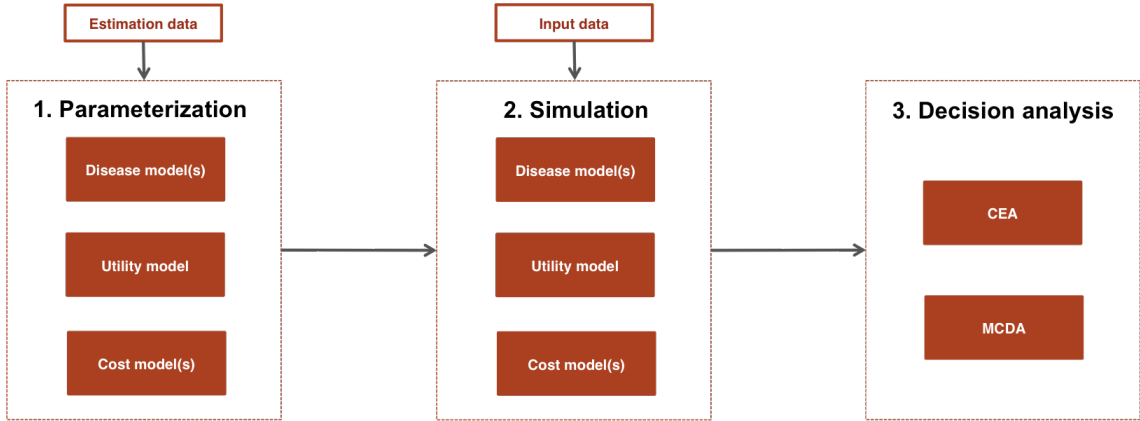 Estimation data
Input data
1. Parameterization
Disease model(s)
Utility model
Cost model(s)
2. Simulation
Disease model(s)
Utility model
Cost model(s)
3. Decision analysis
CEA
MCDA